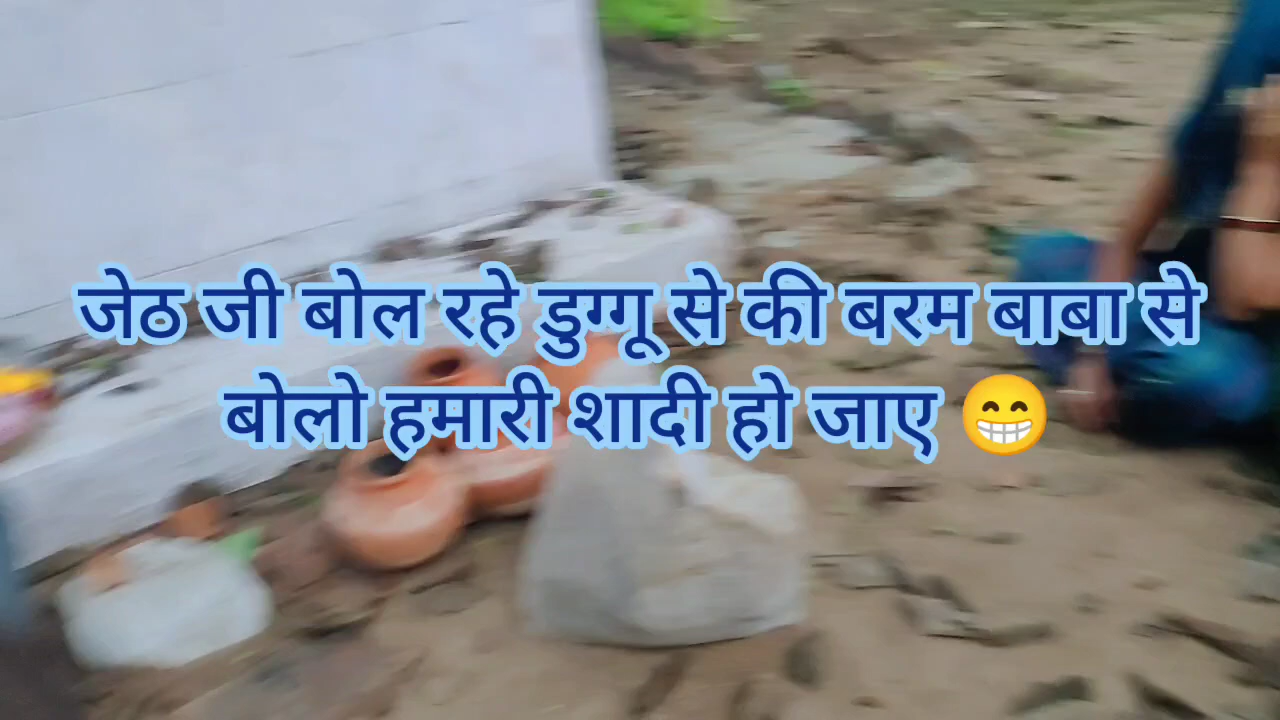 जेठ जी बोल रहे डुग्गू से की बरम बाबा से
बोलो हमारी शादी हो जाए 😁